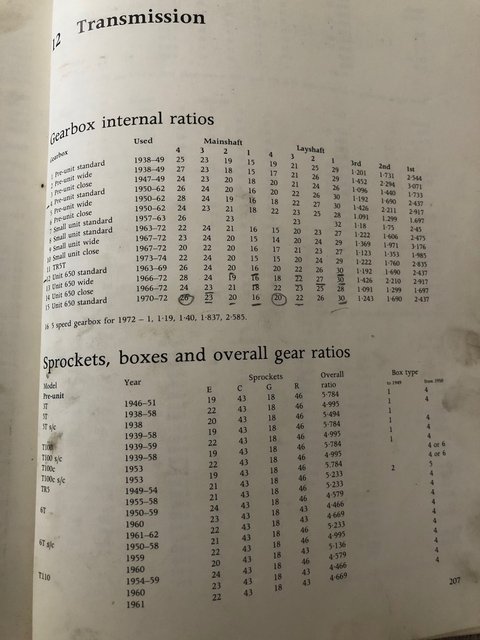 12 Transmission
Gearbox internal ratios
Gearbox Used Mainshaft Layshaft
4 3 2 1 4 3 2 1 3rd 2nd 1st
1 Pre-unit standard 1938–49 25 23 19 15 19 21 25 29 1·201 1·731 2·544
2 Pre-unit wide 1938–49 27 23 18 15 17 21 26 29 1·452 2·294 3·071
3 Pre-unit close 1947–49 24 23 20 18 20 21 24 26 1·096 1·440 1·733
4 Pre-unit standard 1950–62 26 24 20 16 20 22 26 30 1·192 1·690 2·437
5 Pre-unit wide 1950–62 28 24 19 16 18 22 27 30 1·426 2·211 2·917
6 Pre-unit close 1950–62 24 23 21 18 22 23 25 28 1·091 1·299 1·697
7 Small unit standard 1957–63 26 23 23 32 1·18 1·75 2·45
8 Small unit standard 1963–72 22 24 21 16 15 20 23 27 1·222 1·606 2·475
9 Small unit wide 1967–72 23 24 20 15 14 20 24 29 1·369 1·971 3·176
10 Small unit close 1967–72 20 22 20 16 17 21 23 27 1·123 1·353 1·985
11 TR5T 1973–74 22 24 20 15 15 20 24 29 1·222 1·760 2·835
12 Unit 650 standard 1963–69 26 24 20 16 20 22 26 30 1·192 1·690 2·437
13 Unit 650 wide 1966–72 28 24 19 16 18 22 27 30 1·426 2·210 2·917
14 Unit 650 close 1966–72 24 23 21 18 22 23 25 28 1·091 1·299 1·697
15 Unit 650 standard 1970–72 26 23 20 16 20 22 26 30 1·243 1·690 2·437
16 5 speed gearbox for 1972 – 1, 1·19, 1·40, 1·837, 2·585.
Sprockets, boxes and overall gear ratios
Model Year Sprockets Overall Box type
E C G R ratio to 1949 from 1950
Pre-unit
3T 1946–51 19 43 18 46 5·784 1 4
5T 1938–58 22 43 18 46 4·995 1 4
5T s/c 1938 20 43 18 46 5·494 1
1939–58 19 43 18 46 5·784 1 4
T100 1939–59 22 43 18 46 4·995 1 4
T100 s/c 1939–58 19 43 18 46 5·784 1 4
T100c 1953 22 43 18 46 4·995 4 or 6
T100c s/c 1953 19 43 18 46 5·784 4 or 6
TR5 1949–54 21 43 18 46 5·233 2 5
1955–58 21 43 18 46 5·233 4
6T 1950–59 24 43 18 46 4·579 4
1960 4·466 4
1961–62 4·669 4
6T s/c 1950–58 21 43 18 46 5·233 4
1959 22 43 18 46 4·995 4
1960 20 43 18 43 5·136 4
T110 1954–59 24 43 18 46 4·579 4
1960 23 43 18 43 4·466 4
1961 22 43 18 43 4·669 4
207